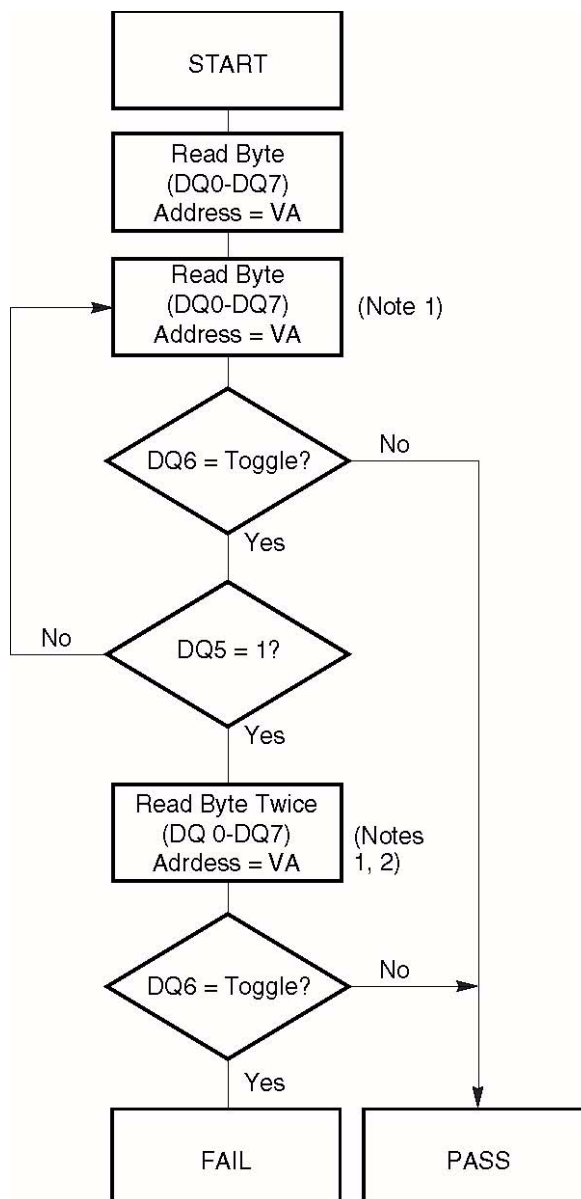 START
Read Byte
(DQ0-DQ7)
Address = VA
Read Byte
(DQ0-DQ7)
Address = VA
(Note 1)
DQ6 = Toggle?
No
Yes
No
DQ5 = 1?
Yes
Read Byte Twice
(DQ 0-DQ7)
Adrdess = VA
(Notes
1, 2)
DQ6 = Toggle?
No
Yes
FAIL
PASS